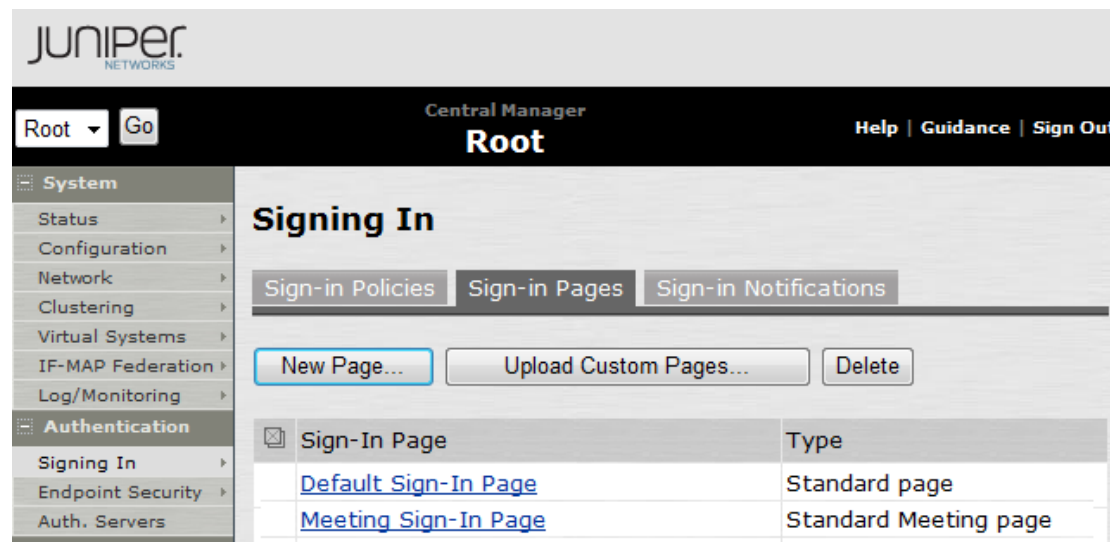 JUNIPER
NETWORKS
Root
Go
Central Manager
Root
Help | Guidance | Sign Out
System
Status
Configuration
Network
Clustering
Virtual Systems
IF-MAP Federation
Log/Monitoring
Authentication
Signing In
Endpoint Security
Auth. Servers
Signing In
Sign-in Policies Sign-in Pages Sign-in Notifications
New Page... Upload Custom Pages... Delete
Sign-In Page Type
Default Sign-In Page Standard page
Meeting Sign-In Page Standard Meeting page